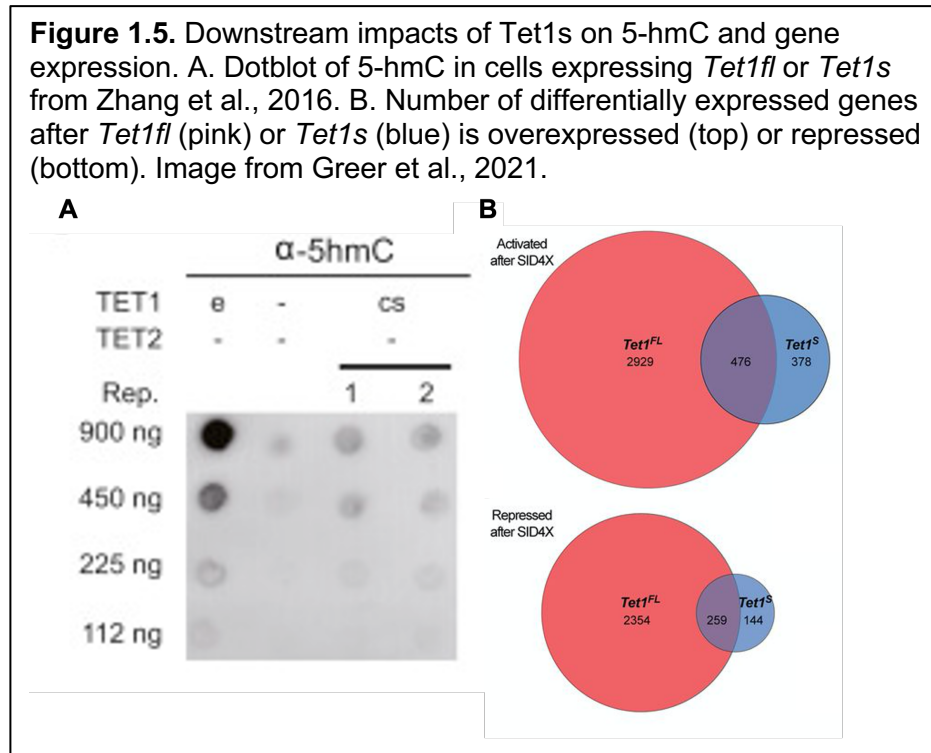 Figure 1.5. Downstream impacts of Tet1s on 5-hmC and gene
expression. A. Dotblot of 5-hmC in cells expressing Tet1fl or Tet1s
from Zhang et al., 2016. B. Number of differentially expressed genes
after Tet1fl (pink) or Tet1s (blue) is overexpressed (top) or repressed
(bottom). Image from Greer et al., 2021.
A
α-5hmC
TET1 e - cs
TET2 - - -
Rep. 1 2
900 ng
450 ng
225 ng
112 ng
B
Activated
after SID4X
Tet1FL Tet1S
2929 476 378
Repressed
after SID4X
Tet1FL Tet1S
2354 259 144